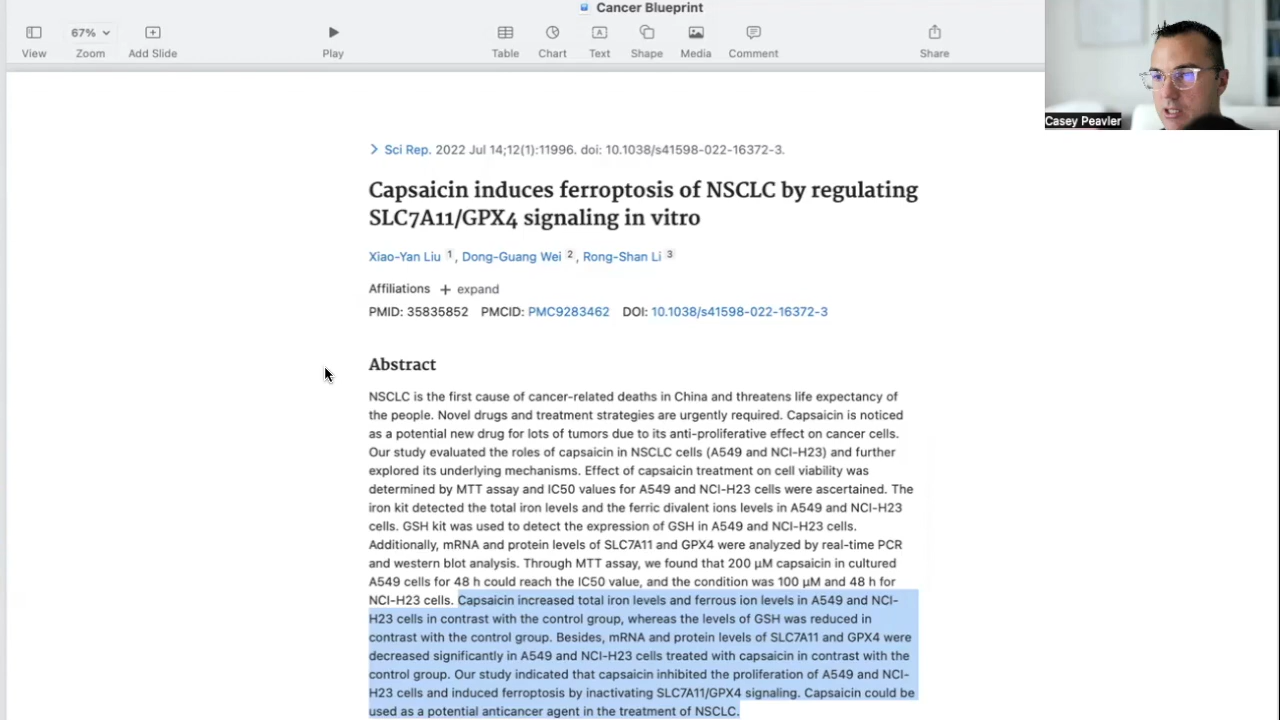 Cancer Blueprint
67%
View
Zoom
Add Slide
Play
Table
Chart
Text
Shape
Media
Comment
Share
Casey Peavler
Sci Rep. 2022 Jul 14;12(1):11996. doi: 10.1038/s41598-022-16372-3.
Capsaicin induces ferroptosis of NSCLC by regulating
SLC7A11/GPX4 signaling in vitro
Xiao-Yan Liu 1, Dong-Guang Wei 2, Rong-Shan Li 3
Affiliations + expand
PMID: 35835852 PMCID: PMC9283462 DOI: 10.1038/s41598-022-16372-3
Abstract
NSCLC is the first cause of cancer-related deaths in China and threatens life expectancy of
the people. Novel drugs and treatment strategies are urgently required. Capsaicin is noticed
as a potential new drug for lots of tumors due to its anti-proliferative effect on cancer cells.
Our study evaluated the roles of capsaicin in NSCLC cells (A549 and NCI-H23) and further
explored its underlying mechanisms. Effect of capsaicin treatment on cell viability was
determined by MTT assay and IC50 values for A549 and NCI-H23 cells were ascertained. The
iron kit detected the total iron levels and the ferric divalent ions levels in A549 and NCI-H23
cells. GSH kit was used to detect the expression of GSH in A549 and NCI-H23 cells.
Additionally, mRNA and protein levels of SLC7A11 and GPX4 were analyzed by real-time PCR
and western blot analysis. Through MTT assay, we found that 200 μM capsaicin in cultured
A549 cells for 48 h could reach the IC50 value, and the condition was 100 μM and 48 h for
NCI-H23 cells. Capsaicin increased total iron levels and ferrous ion levels in A549 and NCI-
H23 cells in contrast with the control group, whereas the levels of GSH was reduced in
contrast with the control group. Besides, mRNA and protein levels of SLC7A11 and GPX4 were
decreased significantly in A549 and NCI-H23 cells treated with capsaicin in contrast with the
control group. Our study indicated that capsaicin inhibited the proliferation of A549 and NCI-
H23 cells and induced ferroptosis by inactivating SLC7A11/GPX4 signaling. Capsaicin could be
used as a potential anticancer agent in the treatment of NSCLC.